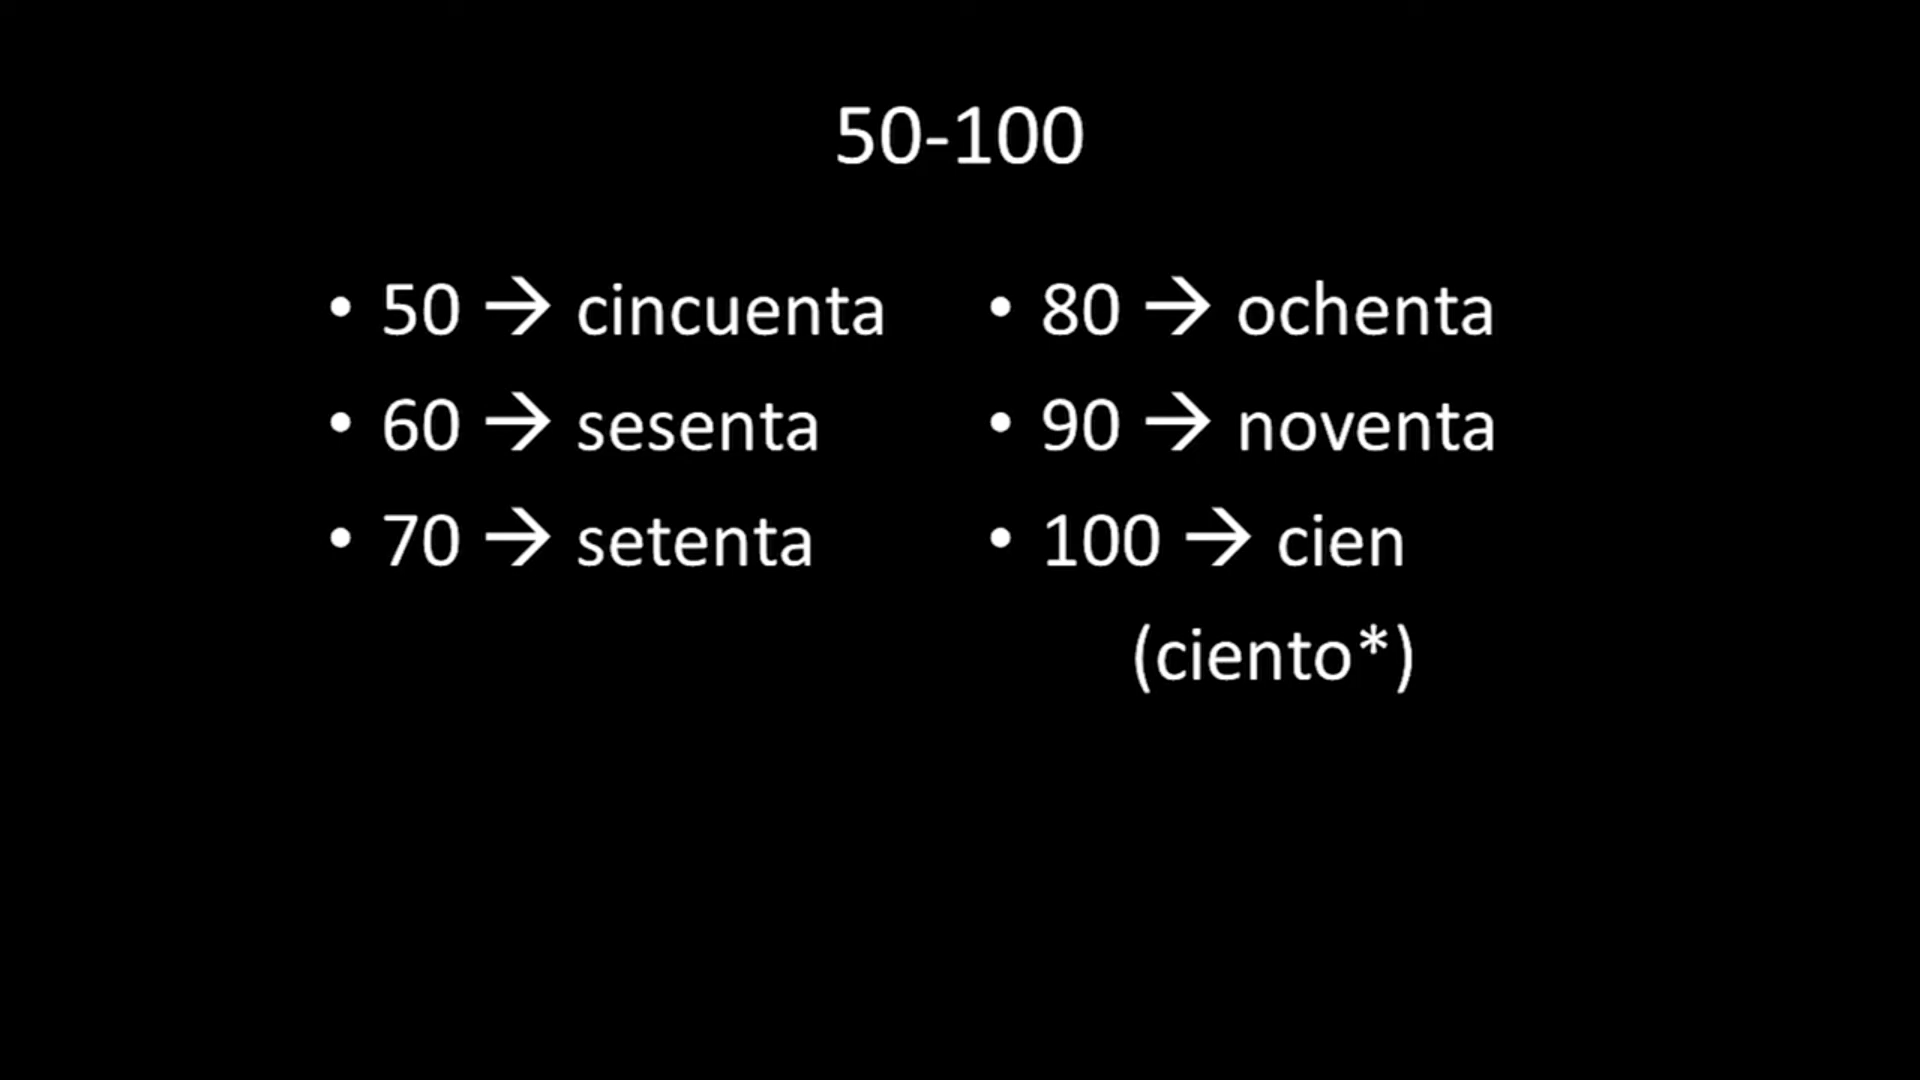 50-100
• 50 → cincuenta
• 60 → sesenta
• 70 → setenta
• 80 → ochenta
• 90 → noventa
• 100 → cien
(ciento*)